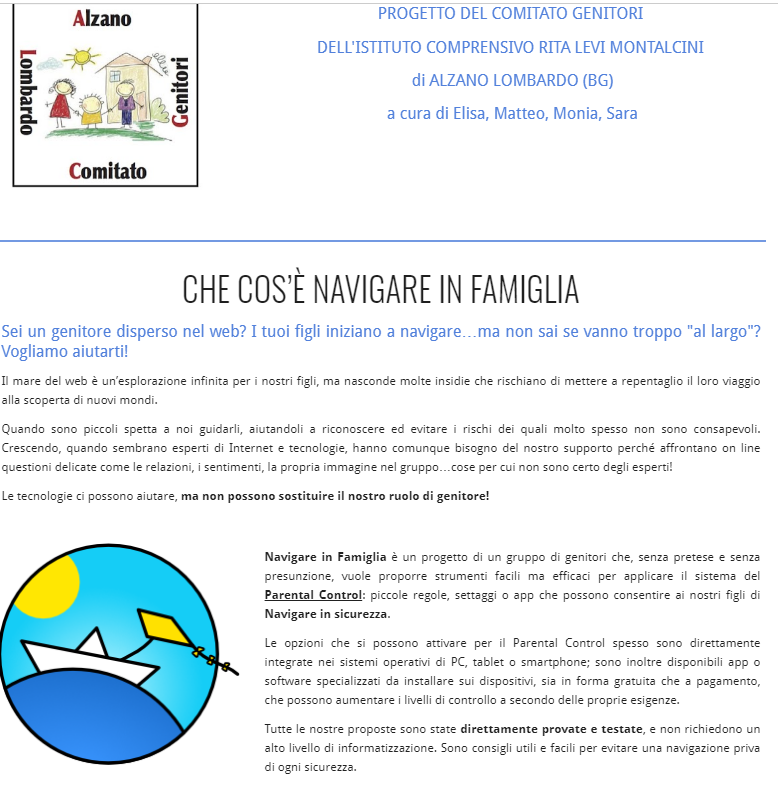 Alzano
Lombardo
Genitori
Comitato
PROGETTO DEL COMITATO GENITORI
DELL'ISTITUTO COMPRENSIVO RITA LEVI MONTALCINI
di ALZANO LOMBARDO (BG)
a cura di Elisa, Matteo, Monia, Sara
CHE COS'È NAVIGARE IN FAMIGLIA
Sei un genitore disperso nel web? I tuoi figli iniziano a navigare…ma non sai se vanno troppo "al largo"?
Vogliamo aiutarti!
Il mare del web è un’esplorazione infinita per i nostri figli, ma nasconde molte insidie che rischiano di mettere a repentaglio il loro viaggio
alla scoperta di nuovi mondi.
Quando sono piccoli spetta a noi guidarli, aiutandoli a riconoscere ed evitare i rischi dei quali molto spesso non sono consapevoli.
Crescendo, quando sembrano esperti di Internet e tecnologie, hanno comunque bisogno del nostro supporto perché affrontano on line
questioni delicate come le relazioni, i sentimenti, la propria immagine nel gruppo…cose per cui non sono certo degli esperti!
Le tecnologie ci possono aiutare, ma non possono sostituire il nostro ruolo di genitore!
Navigare in Famiglia è un progetto di un gruppo di genitori che, senza pretese e senza
presunzione, vuole proporre strumenti facili ma efficaci per applicare il sistema del
Parental Control: piccole regole, settaggi o app che possono consentire ai nostri figli di
Navigare in sicurezza.
Le opzioni che si possono attivare per il Parental Control spesso sono direttamente
integrate nei sistemi operativi di PC, tablet o smartphone; sono inoltre disponibili app o
software specializzati da installare sui dispositivi, sia in forma gratuita che a pagamento,
che possono aumentare i livelli di controllo a secondo delle proprie esigenze.
Tutte le nostre proposte sono state direttamente provate e testate, e non richiedono un
alto livello di informatizzazione. Sono consigli utili e facili per evitare una navigazione priva
di ogni sicurezza.